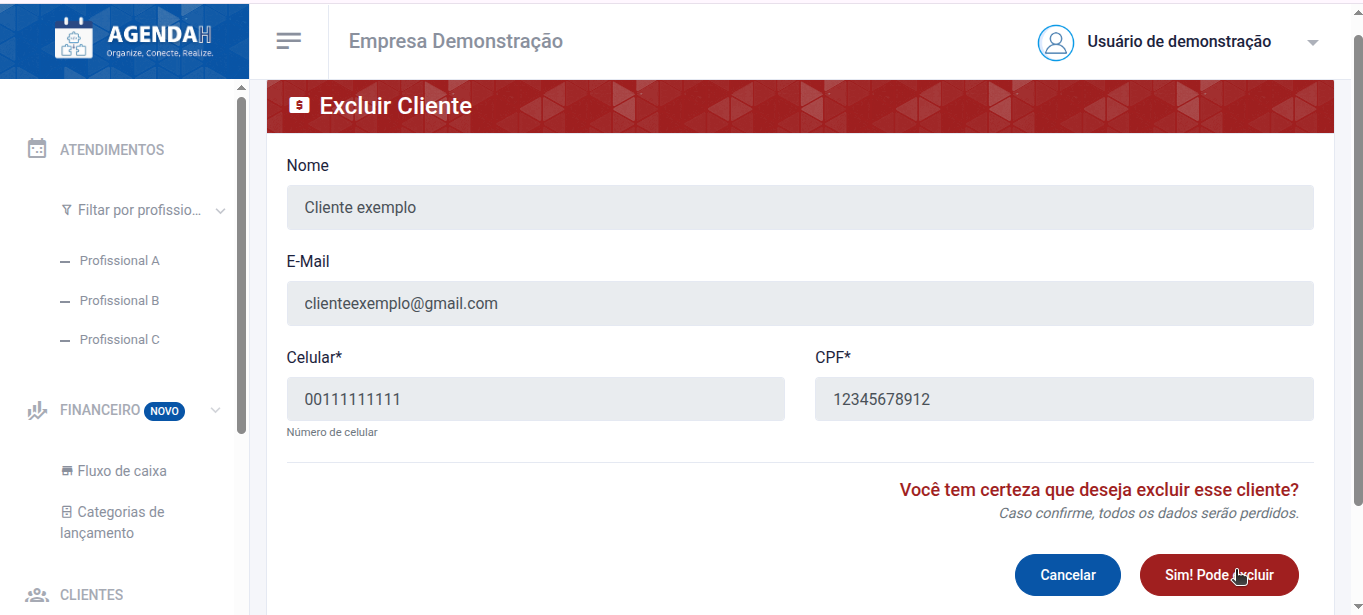 AGENDAH
Organize, Conecte, Realize.
Empresa Demonstração
Usuário de demonstração
ATENDIMENTOS
Filtar por profissio...
Profissional A
Profissional B
Profissional C
FINANCEIRO NOVO
Fluxo de caixa
Categorias de
lançamento
CLIENTES
Excluir Cliente
Nome
Cliente exemplo
E-Mail
clienteexemplo@gmail.com
Celular*
00111111111
Número de celular
CPF*
12345678912
Você tem certeza que deseja excluir esse cliente?
Caso confirme, todos os dados serão perdidos.
Cancelar
Sim! Pode excluir